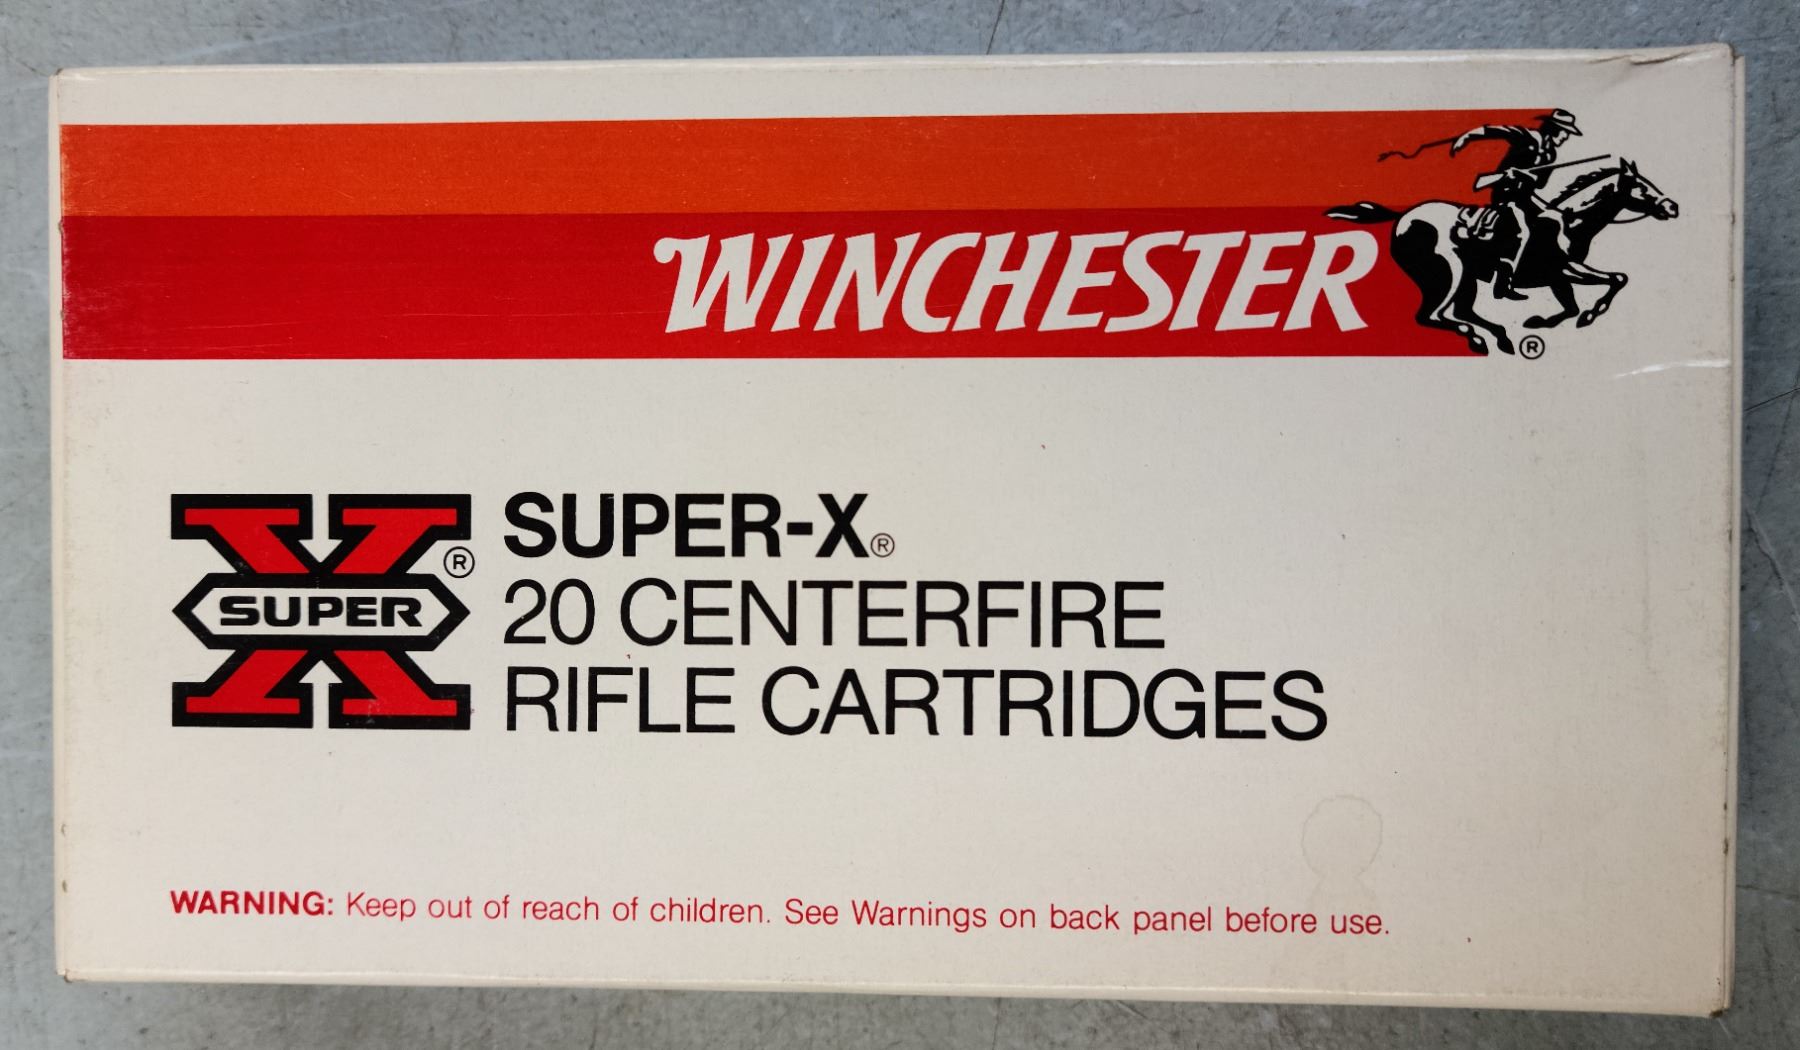 WINCHESTER
®
SUPER
®
SUPER-X®
20 CENTERFIRE
RIFLE CARTRIDGES
WARNING: Keep out of reach of children. See Warnings on back panel before use.